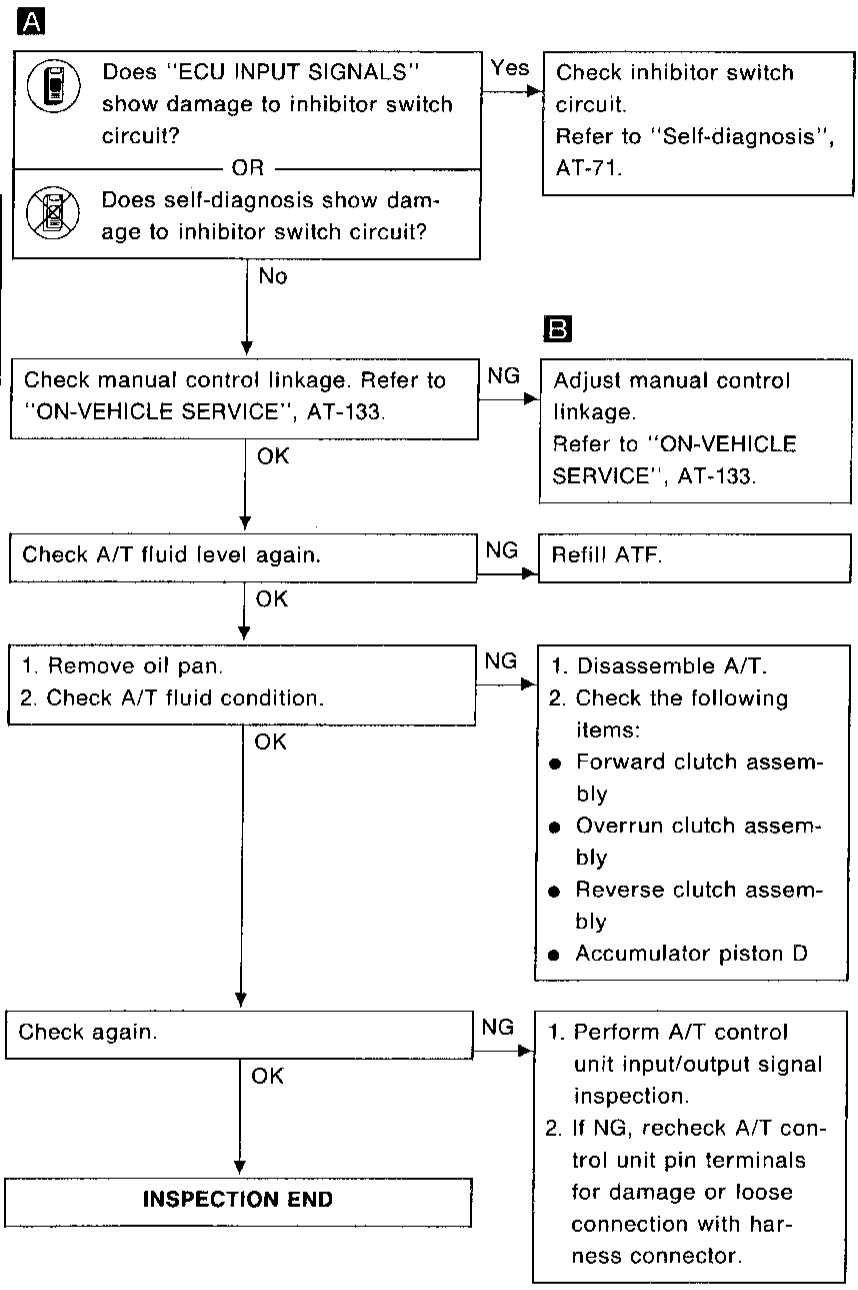 A
Does "ECU INPUT SIGNALS"
show damage to inhibitor switch
circuit?
OR
Does self-diagnosis show dam-
age to inhibitor switch circuit?
Yes
Check inhibitor switch
circuit.
Refer to "Self-diagnosis",
AT-71.
No
B
Check manual control linkage. Refer to
"ON-VEHICLE SERVICE", AT-133.
NG
Adjust manual control
linkage.
Refer to "ON-VEHICLE
SERVICE", AT-133.
OK
Check A/T fluid level again.
NG
Refill ATF.
OK
1. Remove oil pan.
2. Check A/T fluid condition.
NG
1. Disassemble A/T.
2. Check the following
items:
● Forward clutch assem-
bly
● Overrun clutch assem-
bly
● Reverse clutch assem-
bly
● Accumulator piston D
OK
Check again.
NG
1. Perform A/T control
unit input/output signal
inspection.
2. If NG, recheck A/T con-
trol unit pin terminals
for damage or loose
connection with har-
ness connector.
OK
INSPECTION END